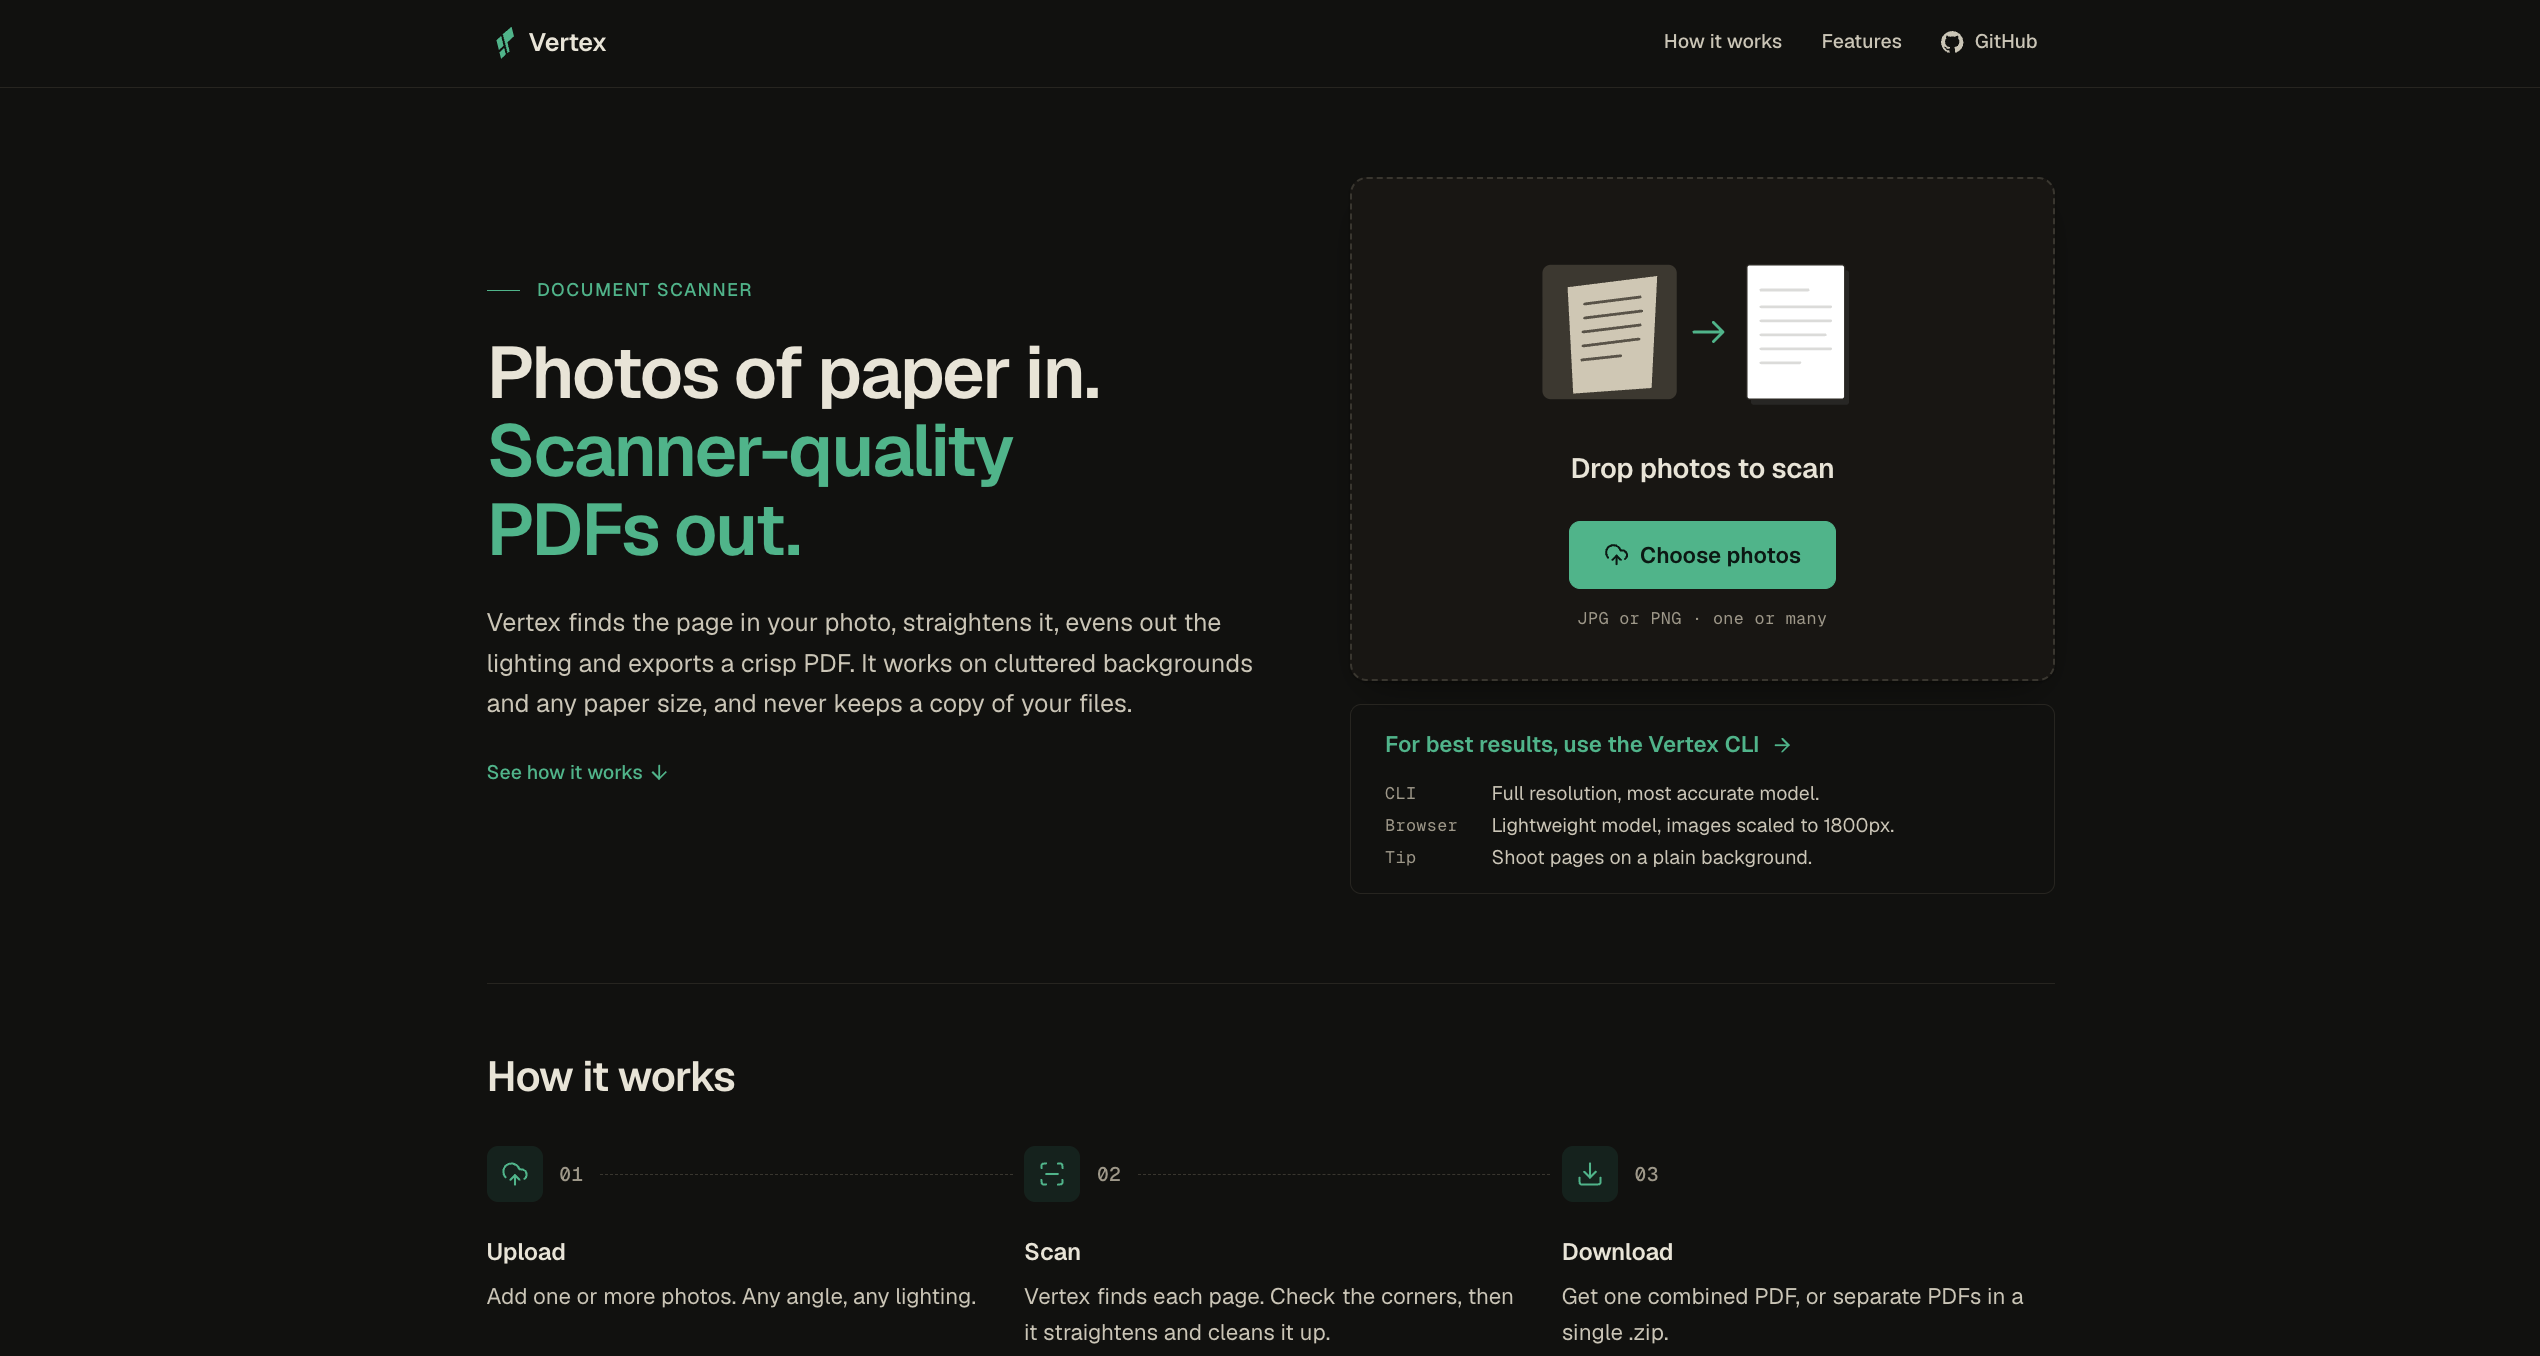 Vertex
How it works
Features
GitHub
DOCUMENT SCANNER
Photos of paper in.
Scanner-quality
PDFs out.
Vertex finds the page in your photo, straightens it, evens out the
lighting and exports a crisp PDF. It works on cluttered backgrounds
and any paper size, and never keeps a copy of your files.
See how it works ↓
Drop photos to scan
Choose photos
JPG or PNG · one or many
For best results, use the Vertex CLI →
CLI Full resolution, most accurate model.
Browser Lightweight model, images scaled to 1800px.
Tip Shoot pages on a plain background.
How it works
01
Upload
Add one or more photos. Any angle, any lighting.
02
Scan
Vertex finds each page. Check the corners, then
it straightens and cleans it up.
03
Download
Get one combined PDF, or separate PDFs in a
single .zip.